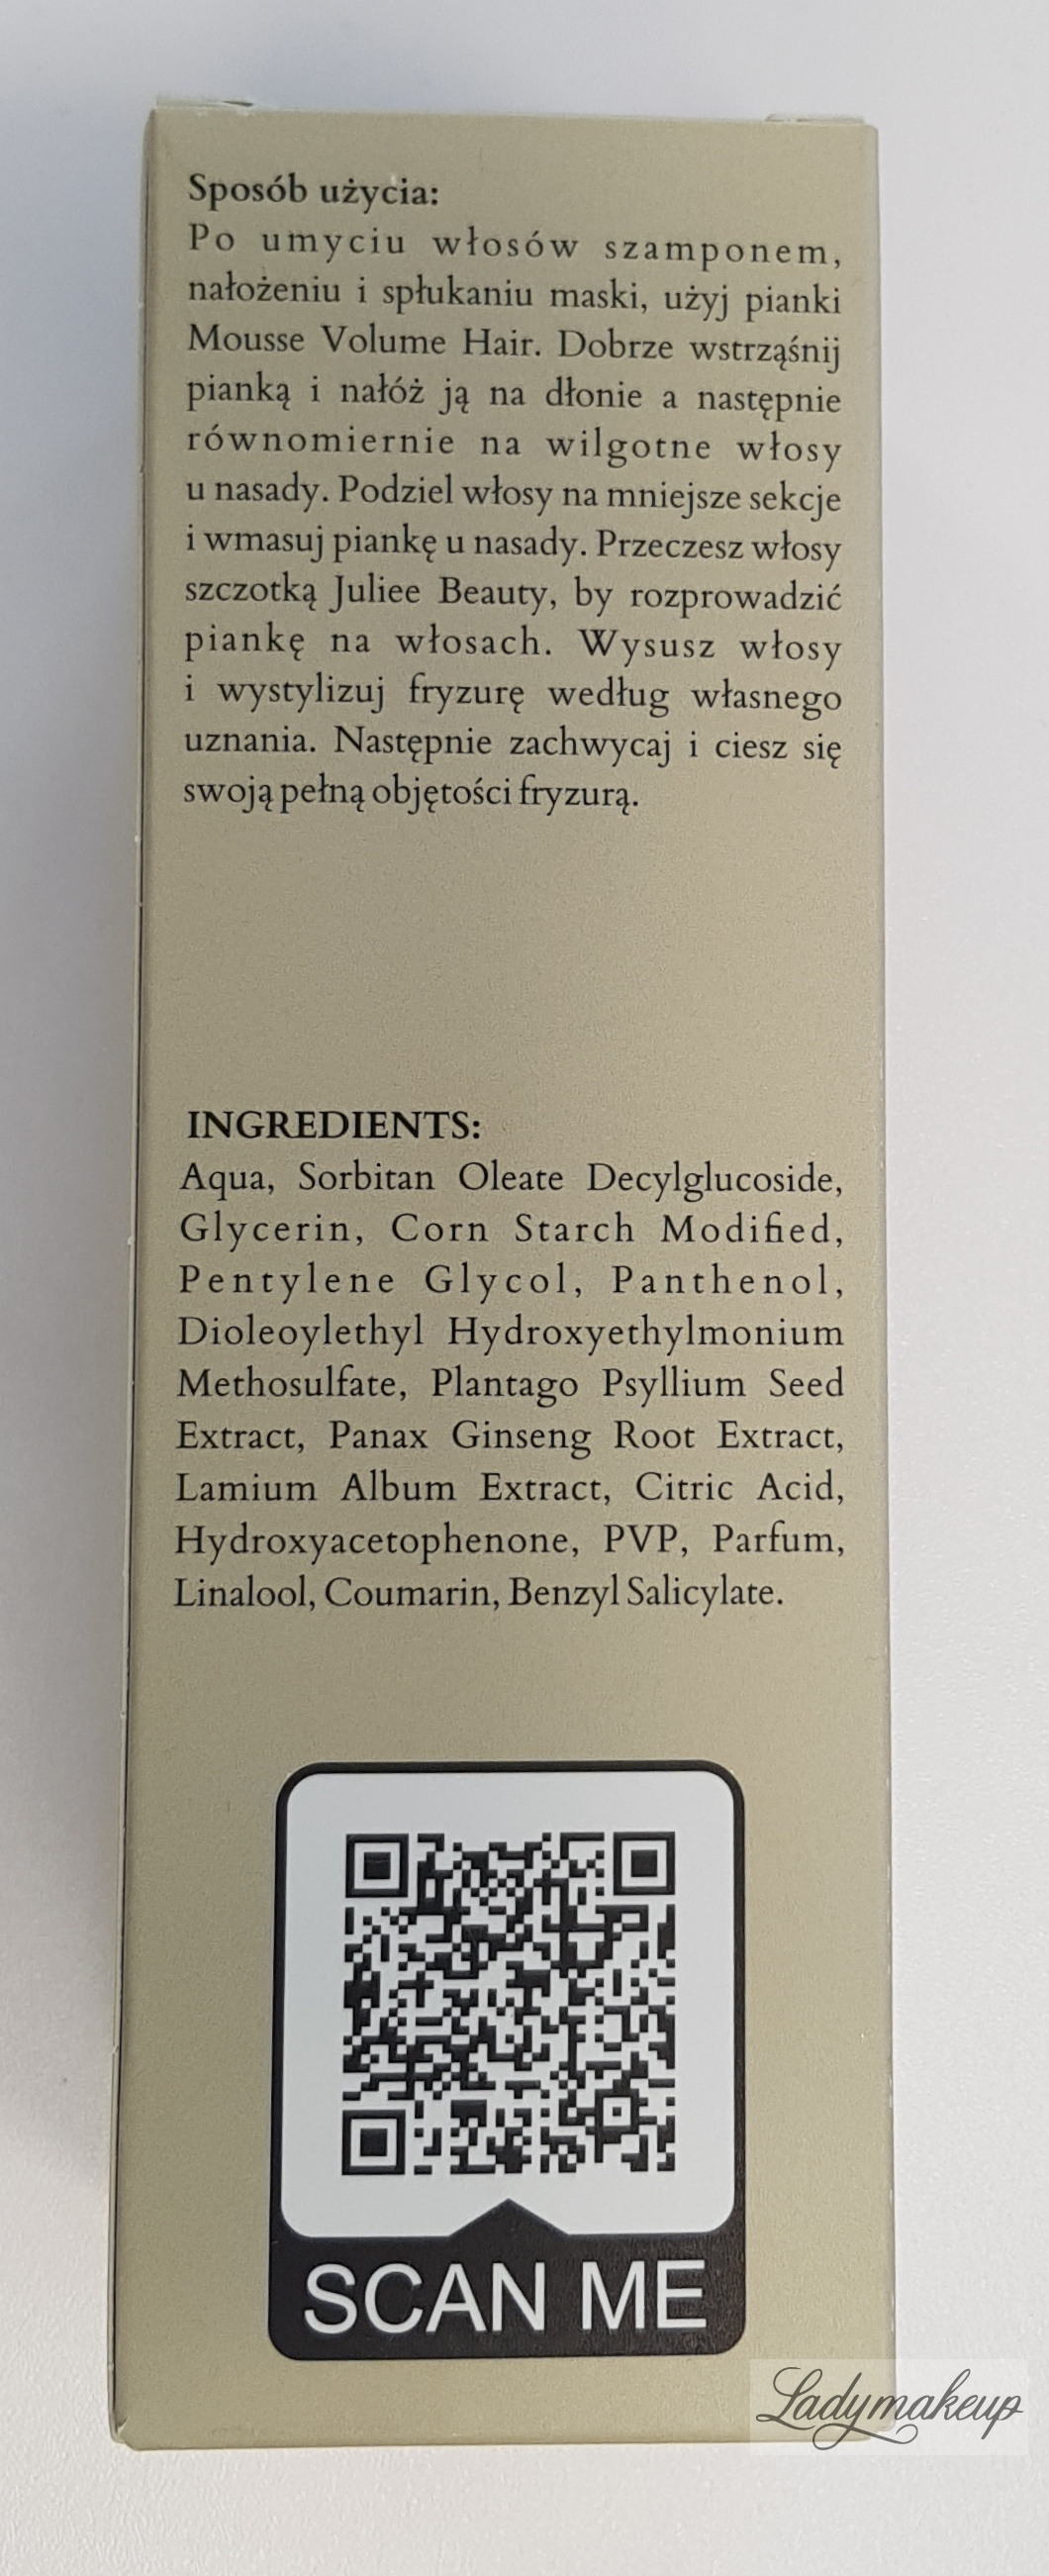 Sposób użycia:
Po umyciu włosów szamponem,
nałożeniu i spłukaniu maski, użyj pianki
Mousse Volume Hair. Dobrze wstrząśnij
pianką i nałóż ją na dłonie a następnie
równomiernie na wilgotne włosy
u nasady. Podziel włosy na mniejsze sekcje
i wmasuj piankę u nasady. Przeczesz włosy
szczotką Juliee Beauty, by rozprowadzić
piankę na włosach. Wysusz włosy
i wystylizuj fryzurę według własnego
uznania. Następnie zachwycaj i ciesz się
swoją pełną objętości fryzurą.
INGREDIENTS:
Aqua, Sorbitan Oleate Decylglucoside,
Glycerin, Corn Starch Modified,
Pentylene Glycol, Panthenol,
Dioleoylethyl Hydroxyethylmonium
Methosulfate, Plantago Psyllium Seed
Extract, Panax Ginseng Root Extract,
Lamium Album Extract, Citric Acid,
Hydroxyacetophenone, PVP, Parfum,
Linalool, Coumarin, Benzyl Salicylate.
SCAN ME
Ladymakeup